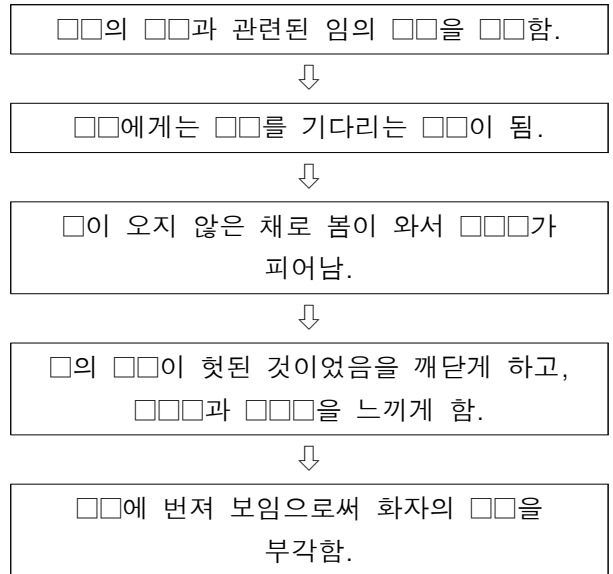 □□의 □□과 관련된 임의 □□을 □□함.
⇩
□□에게는 □□를 기다리는 □□이 됨.
⇩
□이 오지 않은 채로 봄이 와서 □□□가
피어남.
⇩
□의 □□이 헛된 것이었음을 깨닫게 하고,
□□□과 □□□을 느끼게 함.
⇩
□□에 번져 보임으로써 화자의 □□을
부각함.